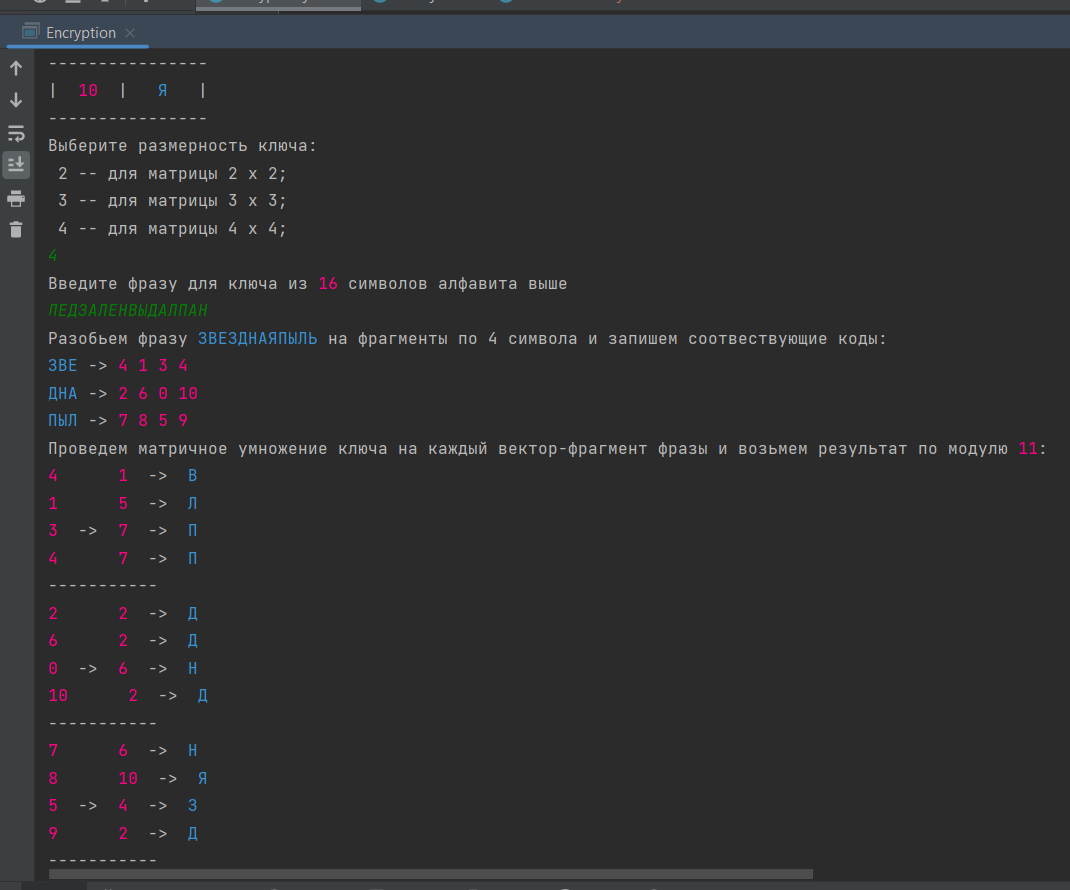 Encryption
----------------
|  10  |   Я   |
----------------
Выберите размерность ключа:
 2 -- для матрицы 2 x 2;
 3 -- для матрицы 3 x 3;
 4 -- для матрицы 4 x 4;
4
Введите фразу для ключа из 16 символов алфавита выше
ПЕДЗАЛЕНВЫДАЛПАН
Разобьем фразу ЗВЕЗДНАЯПЫЛЬ на фрагменты по 4 символа и запишем соотвествующие коды:
ЗВЕ -> 4 1 3 4
ДНА -> 2 6 0 10
ПЫЛ -> 7 8 5 9
Проведем матричное умножение ключа на каждый вектор-фрагмент фразы и возьмем результат по модулю 11:
4      1  ->  В
1      5  ->  Л
3  ->  7  ->  П
4      7  ->  П
-----------
2      2  ->  Д
6      2  ->  Д
0  ->  6  ->  Н
10      2  ->  Д
-----------
7      6  ->  Н
8      10  ->  Я
5  ->  4  ->  З
9      2  ->  Д
-----------